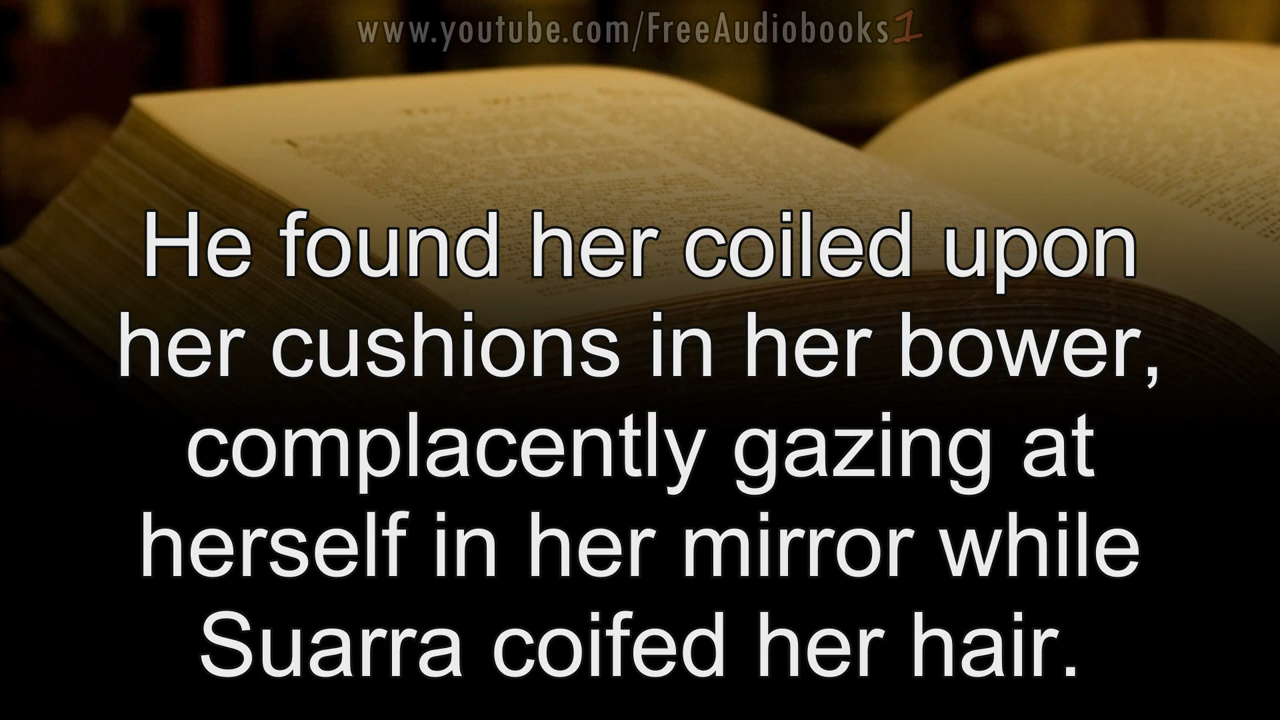 www.youtube.com/FreeAudiobooks1
He found her coiled upon
her cushions in her bower,
complacently gazing at
herself in her mirror while
Suarra coifed her hair.